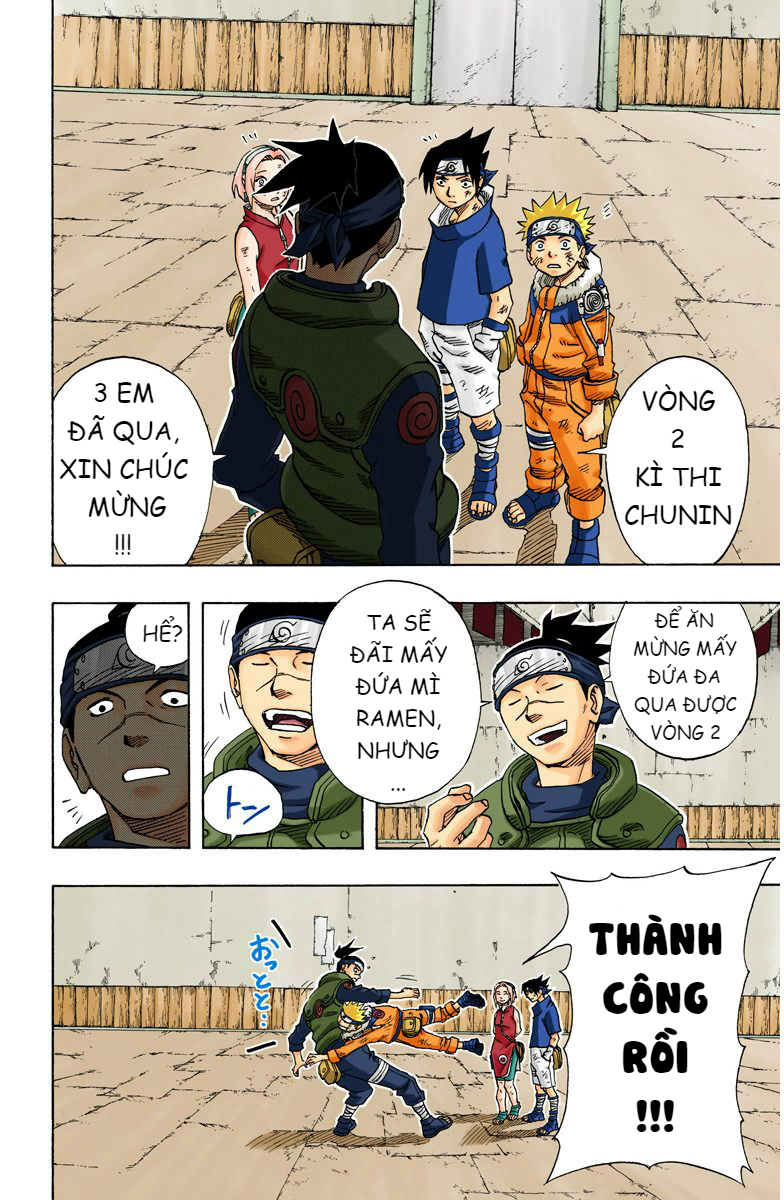 VÒNG
2
KÌ THI
CHUNIN
3 EM
ĐÃ QUA,
XIN CHÚC
MỪNG
!!!
ĐỂ ĂN
MỪNG MẤY
ĐỨA ĐA
QUA ĐƯỢC
VÒNG 2
TA SẼ
ĐÃI MẤY
ĐỨA MÌ
RAMEN,
NHƯNG
...
トン
HỂ?
THÀNH
CÔNG
RỒI
!!!
おっとと…